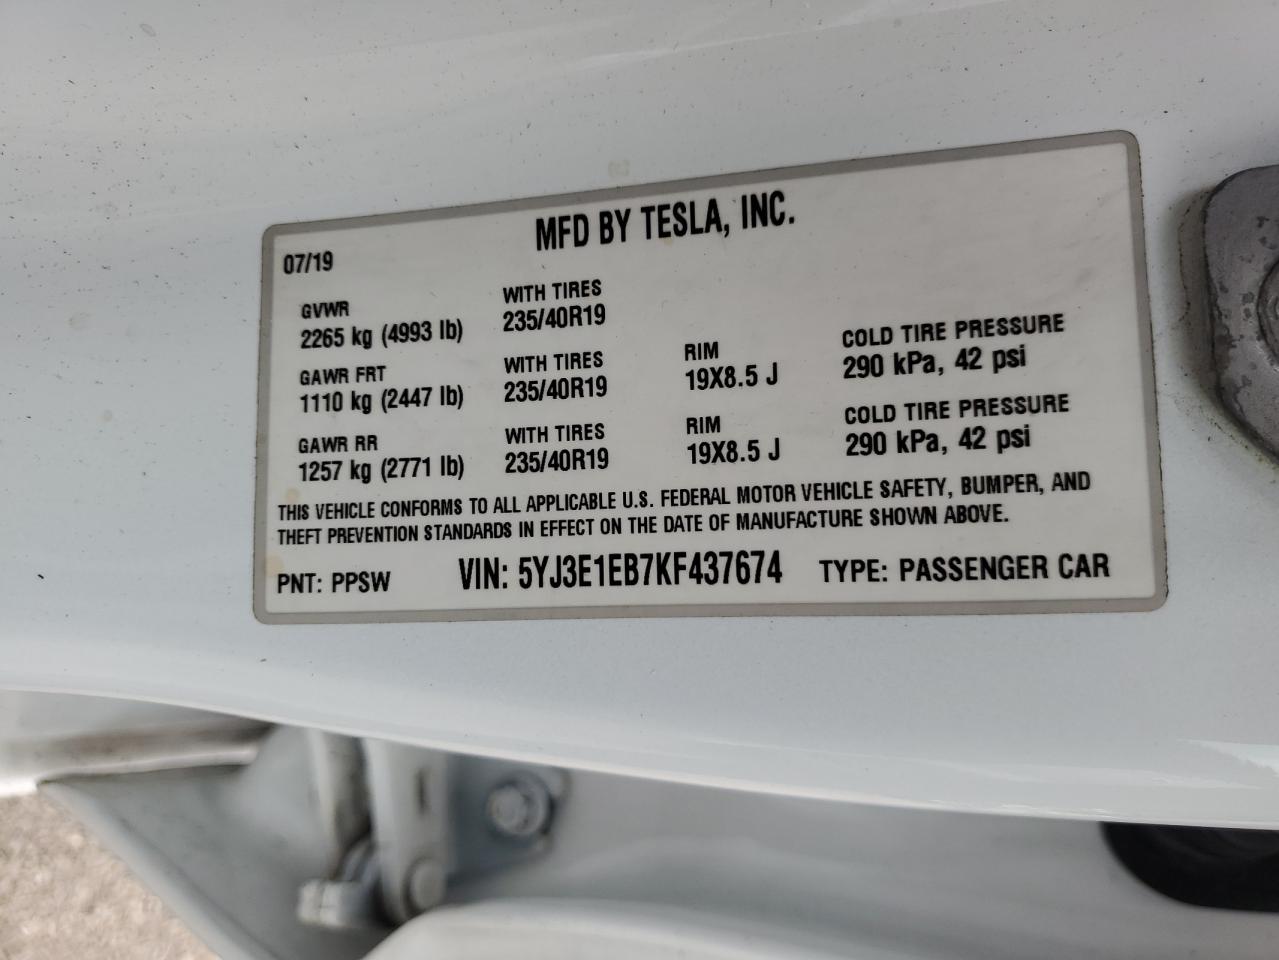 MFD BY TESLA, INC.
07/19
GVWR
2265 kg (4993 lb)
WITH TIRES
235/40R19
GAWR FRT
1110 kg (2447 lb)
WITH TIRES
235/40R19
RIM
19X8.5 J
COLD TIRE PRESSURE
290 kPa, 42 psi
GAWR RR
1257 kg (2771 lb)
WITH TIRES
235/40R19
RIM
19X8.5 J
COLD TIRE PRESSURE
290 kPa, 42 psi
THIS VEHICLE CONFORMS TO ALL APPLICABLE U.S. FEDERAL MOTOR VEHICLE SAFETY, BUMPER, AND
THEFT PREVENTION STANDARDS IN EFFECT ON THE DATE OF MANUFACTURE SHOWN ABOVE.
PNT: PPSW VIN: 5YJ3E1EB7KF437674 TYPE: PASSENGER CAR